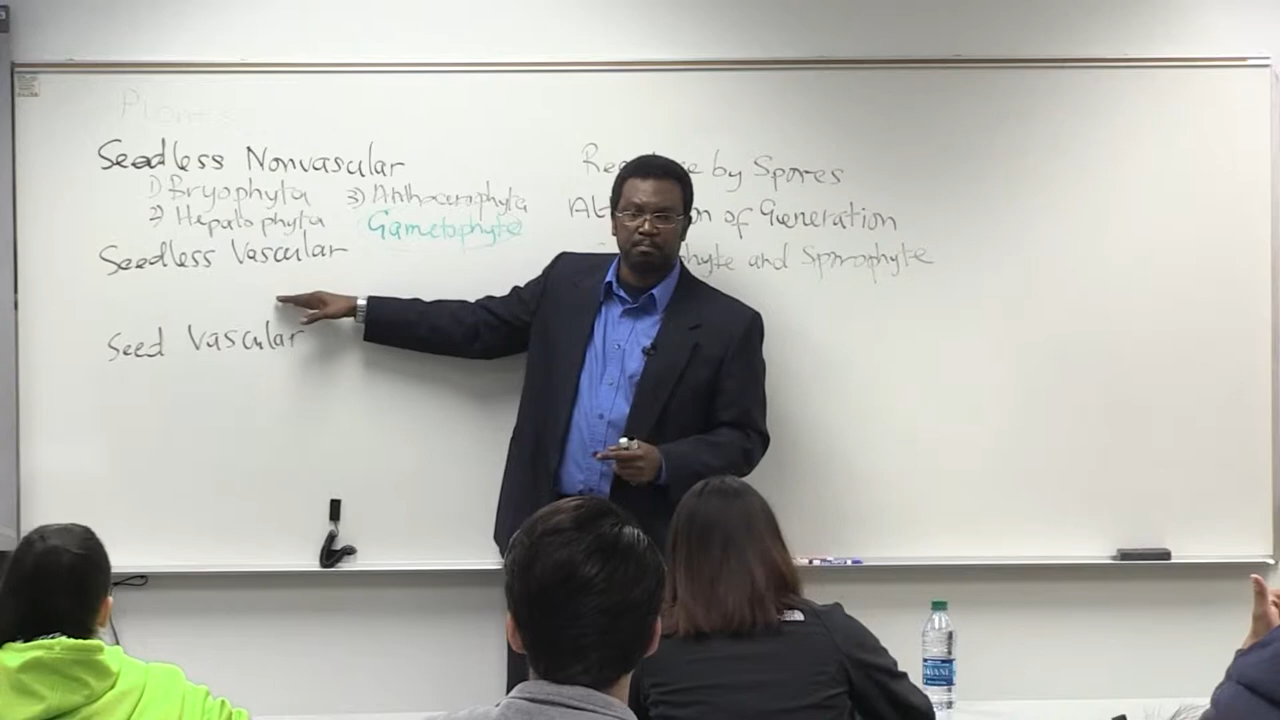 Plants
Seedless Nonvascular
1) Bryophyta 3) Anthocerophyta
2) Hepatophyta Gametophyte
Seedless Vascular
Seed Vascular
by Spores
of Generation
and Sporophyte